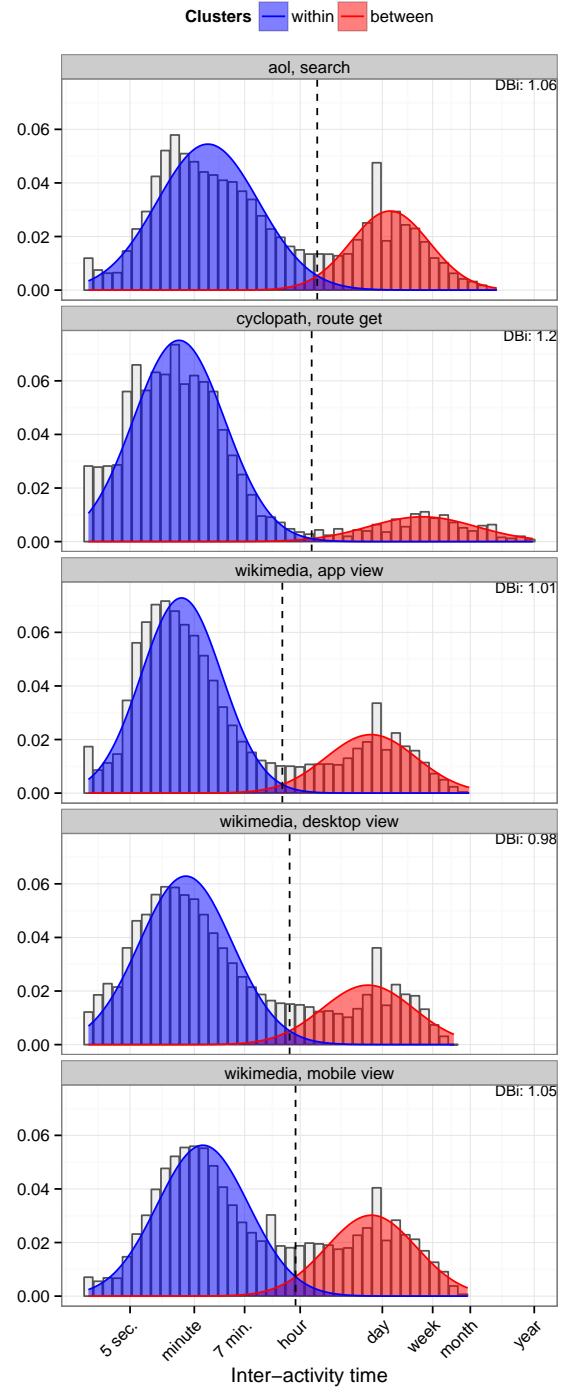 Clusters within between
aol, search
DBi: 1.06
0.06
0.04
0.02
0.00
cyclopath, route get
DBi: 1.2
0.06
0.04
0.02
0.00
wikimedia, app view
DBi: 1.01
0.06
0.04
0.02
0.00
wikimedia, desktop view
DBi: 0.98
0.06
0.04
0.02
0.00
wikimedia, mobile view
DBi: 1.05
0.06
0.04
0.02
0.00
5 sec. minute 7 min. hour day week month year
Inter−activity time